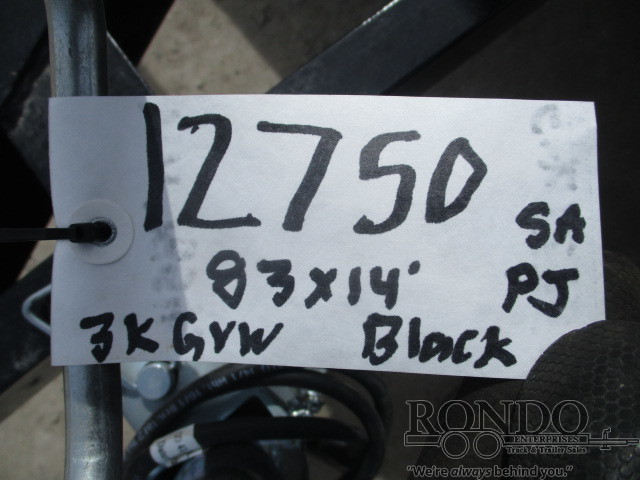 12750
SA
83x14'
PJ
3K GVW
Black
RONDO
ENTERPRISES
Truck & Trailer Sales
"We're always behind you."